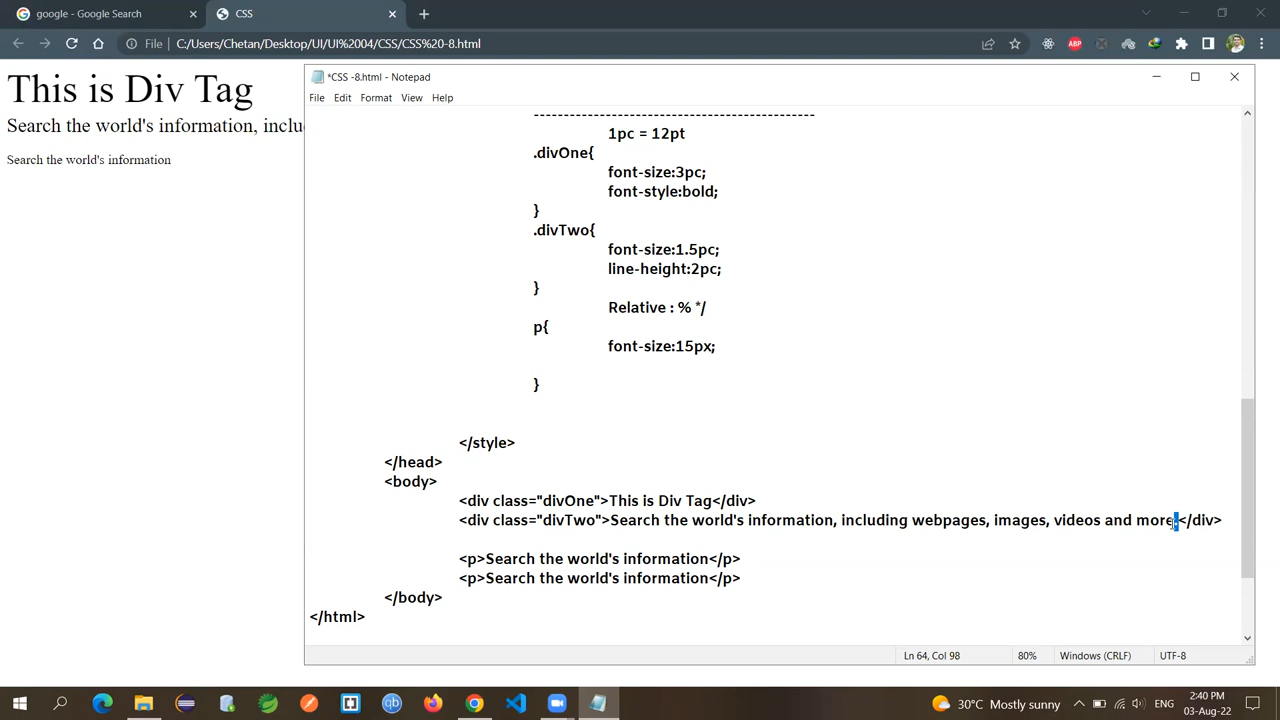 google - Google Search
CSS
File
C:/Users/Chetan/Desktop/UI/UI%2004/CSS/CSS%20-8.html
ABP
This is Div Tag
Search the world's information, inclu
Search the world's information
*CSS -8.html - Notepad
File Edit Format View Help
-----------------------------------------------
1pc = 12pt
.divOne{
font-size:3pc;
font-style:bold;
}
.divTwo{
font-size:1.5pc;
line-height:2pc;
}
Relative : % */
p{
font-size:15px;
}
</style>
</head>
<body>
<div class="divOne">This is Div Tag</div>
<div class="divTwo">Search the world's information, including webpages, images, videos and more.</div>
<p>Search the world's information</p>
<p>Search the world's information</p>
</body>
</html>
Ln 64, Col 98
80%
Windows (CRLF)
UTF-8
qb
30°C Mostly sunny
ENG
2:40 PM
03-Aug-22